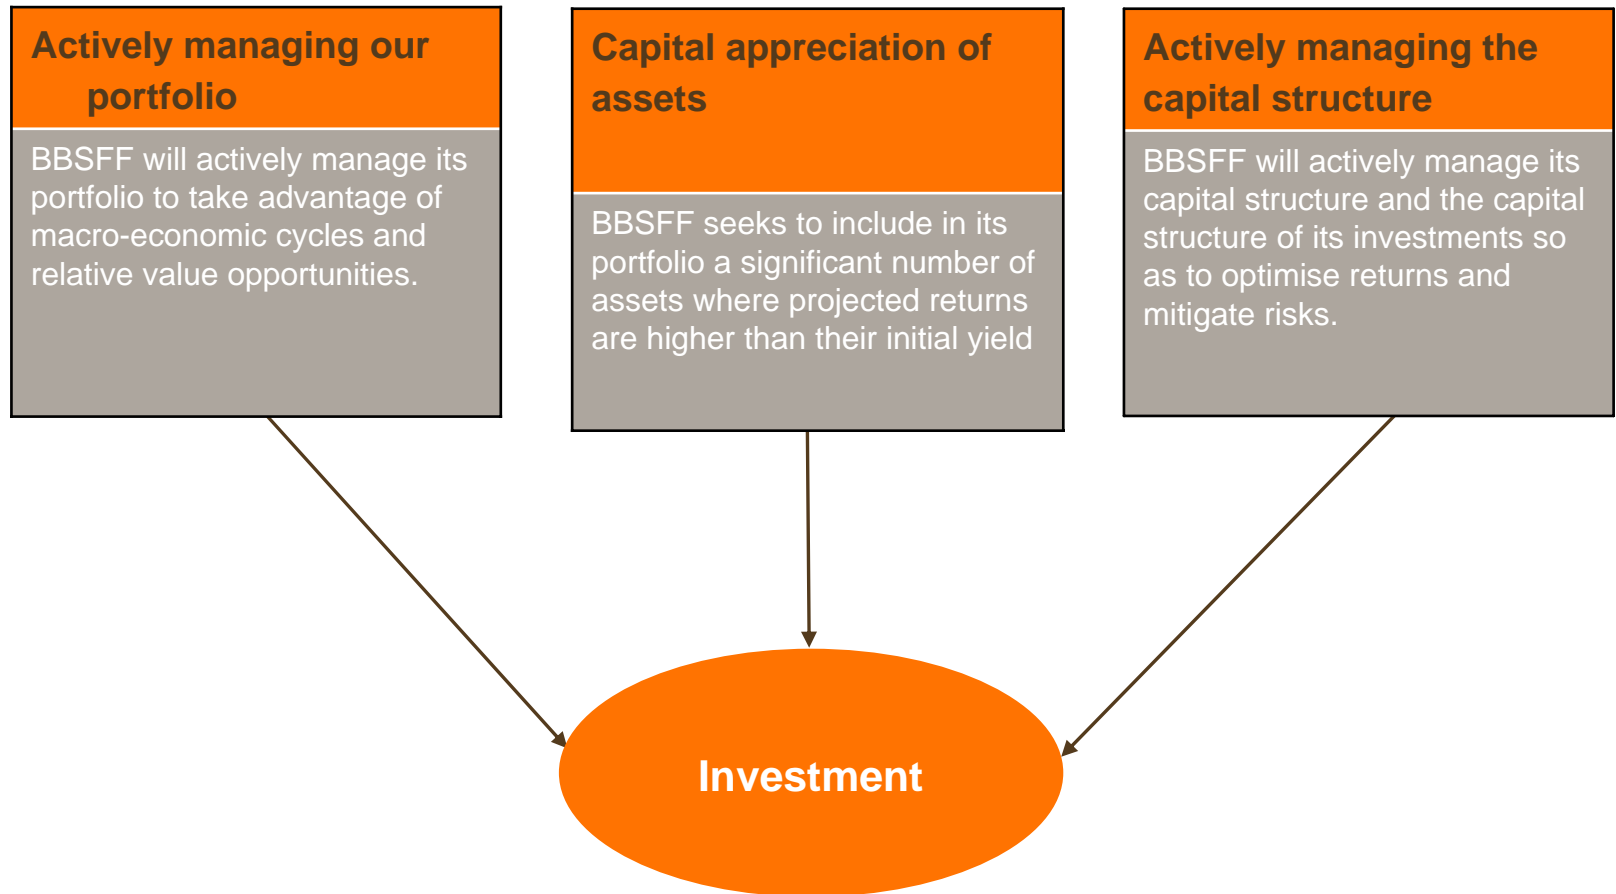 Actively managing our
portfolio
BBSFF will actively manage its
portfolio to take advantage of
macro-economic cycles and
relative value opportunities.
Capital appreciation of
assets
BBSFF seeks to include in its
portfolio a significant number of
assets where projected returns
are higher than their initial yield
Actively managing the
capital structure
BBSFF will actively manage its
capital structure and the capital
structure of its investments so
as to optimise returns and
mitigate risks.
Investment